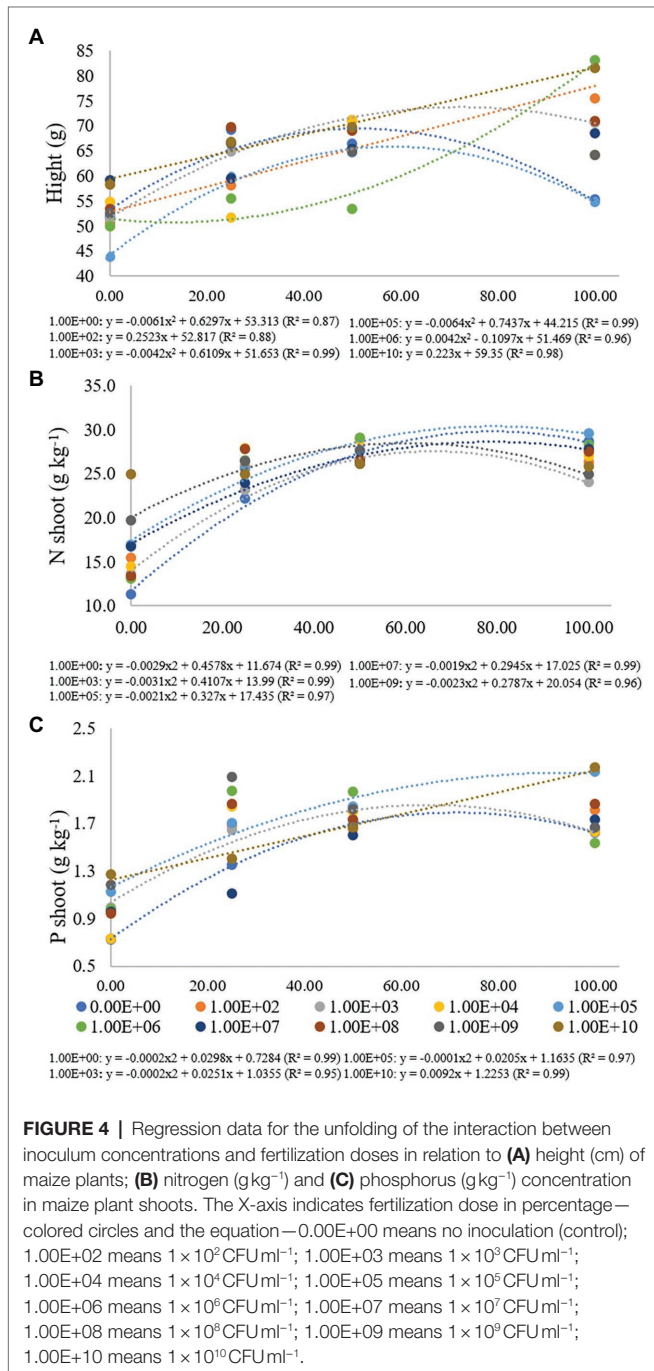 A
Hight (g)
85
80
75
70
65
60
55
50
45
40
0.00 20.00 40.00 60.00 80.00 100.00
1.00E+00: y = -0.0061x² + 0.6297x + 53.313 (R² = 0.87) 1.00E+05: y = -0.0064x² + 0.7437x + 44.215 (R² = 0.99)
1.00E+02: y = 0.2523x + 52.817 (R² = 0.88) 1.00E+06: y 0.0042x² - 0.1097x + 51.469 (R² = 0.96)
1.00E+03: y = -0.0042x² + 0.6109x + 51.653 (R² = 0.99) 1.00E+10: y = 0.223x + 59.35 (R² = 0.98)
B
N shoot (g kg⁻¹)
35.0
30.0
25.0
20.0
15.0
10.0
0.00 20.00 40.00 60.00 80.00 100.00
1.00E+00: y = -0.0029x2 + 0.4578x + 11.674 (R² = 0.99) 1.00E+07: y = -0.0019x2 + 0.2945x + 17.025 (R² = 0.99)
1.00E+03: y = -0.0031x2 + 0.4107x + 13.99 (R² = 0.99) 1.00E+09: y = -0.0023x2 + 0.2787x + 20.054 (R² = 0.96)
1.00E+05: y = -0.0021x2 + 0.327x + 17.435 (R² = 0.97)
C
P shoot (g kg⁻¹)
2.5
2.1
1.7
1.3
0.9
0.5
0.00 20.00 40.00 60.00 80.00 100.00
0.00E+00 1.00E+02 1.00E+03 1.00E+04 1.00E+05
1.00E+06 1.00E+07 1.00E+08 1.00E+09 1.00E+10
1.00E+00: y = -0.0002x2 + 0.0298x + 0.7284 (R² = 0.99) 1.00E+05: y = -0.0001x2 + 0.0205x + 1.1635 (R² = 0.97)
1.00E+03: y = -0.0002x2 + 0.0251x + 1.0355 (R² = 0.95) 1.00E+10: y 0.0092x + 1.2253 (R² = 0.99)
FIGURE 4 | Regression data for the unfolding of the interaction between
inoculum concentrations and fertilization doses in relation to (A) height (cm) of
maize plants; (B) nitrogen (g kg⁻¹) and (C) phosphorus (g kg⁻¹) concentration
in maize plant shoots. The X-axis indicates fertilization dose in percentage—
colored circles and the equation—0.00E+00 means no inoculation (control);
1.00E+02 means 1 × 10² CFU ml⁻¹; 1.00E+03 means 1 × 10³ CFU ml⁻¹;
1.00E+04 means 1 × 10⁴ CFU ml⁻¹; 1.00E+05 means 1 × 10⁵ CFU ml⁻¹;
1.00E+06 means 1 × 10⁶ CFU ml⁻¹; 1.00E+07 means 1 × 10⁷ CFU ml⁻¹;
1.00E+08 means 1 × 10⁸ CFU ml⁻¹; 1.00E+09 means 1 × 10⁹ CFU ml⁻¹;
1.00E+10 means 1 × 10¹⁰ CFU ml⁻¹.